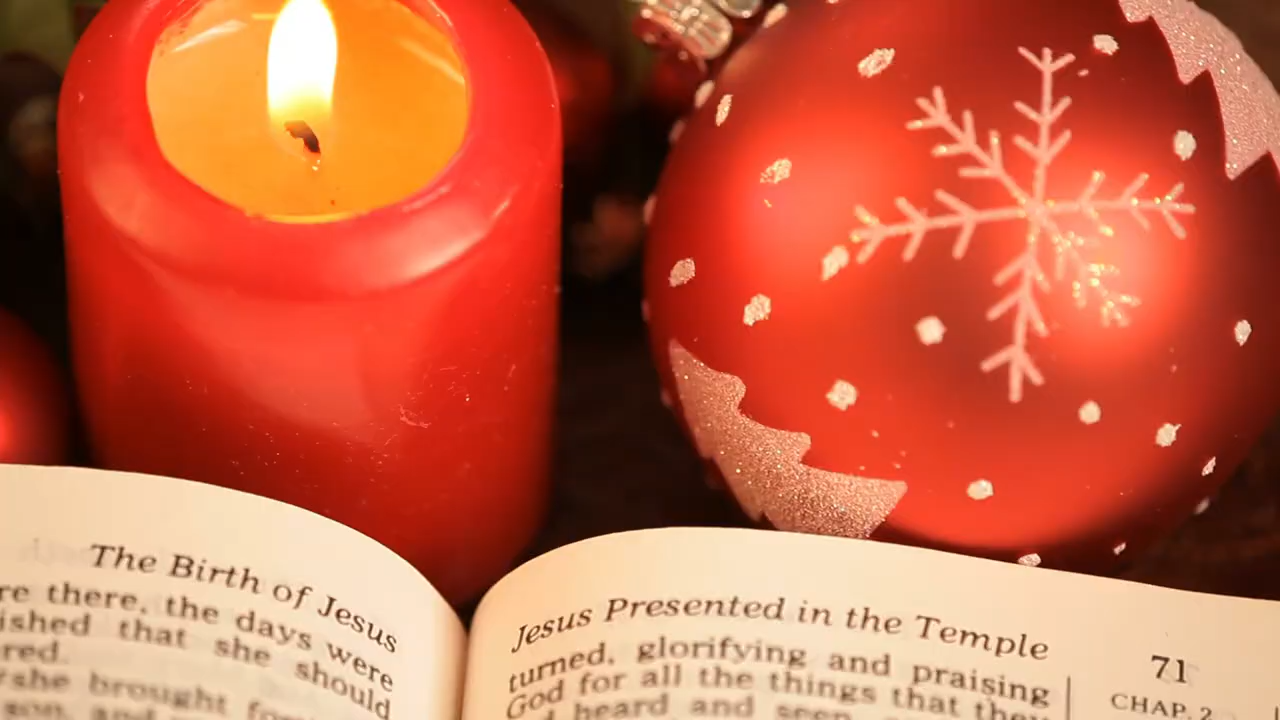 The Birth of Jesus
re there, the days were
ished that she should
red.
she brought
son, and
Jesus Presented in the Temple
turned, glorifying and praising
God for all the things that they
heard and seen
71
CHAP. 2